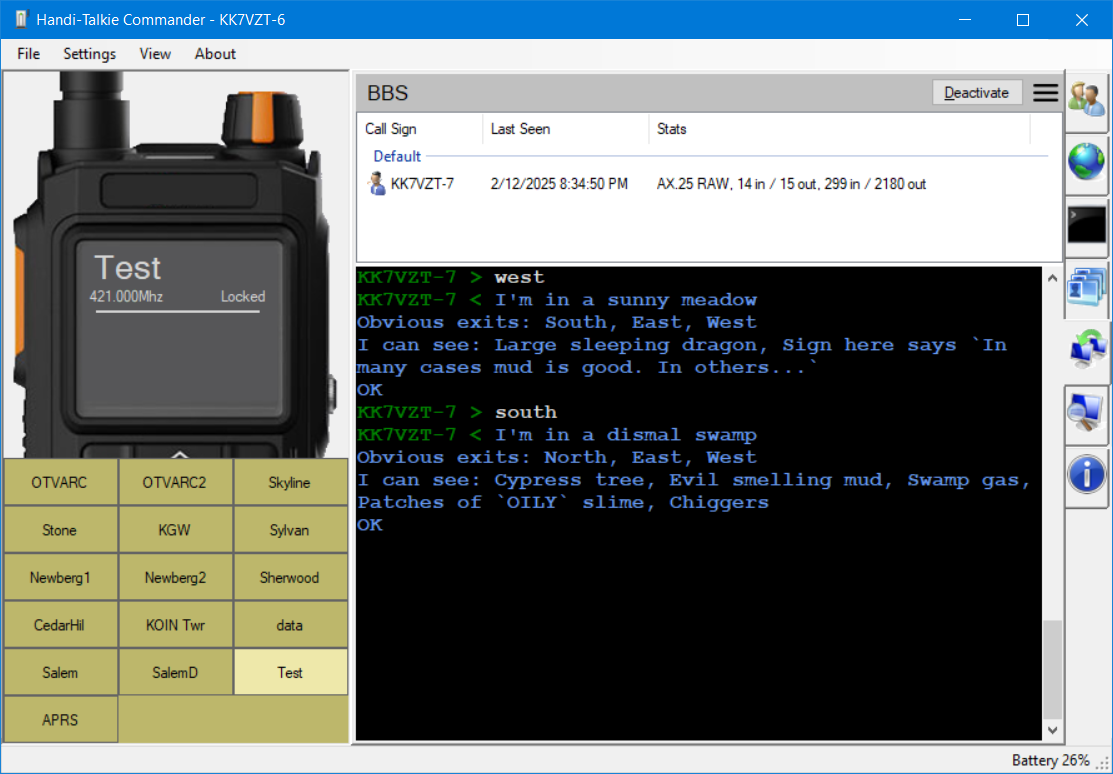 Handi-Talkie Commander - KK7VZT-6
File Settings View About
Test
421.000Mhz Locked
OTVARC OTVARC2 Skyline
Stone KGW Sylvan
Newberg1 Newberg2 Sherwood
CedarHil KOIN Twr data
Salem SalemD Test
APRS
BBS Deactivate
Call Sign Last Seen Stats
Default
KK7VZT-7 2/12/2025 8:34:50 PM AX.25 RAW, 14 in / 15 out, 299 in / 2180 out
KK7VZT-7 > west
KK7VZT-7 < I'm in a sunny meadow
Obvious exits: South, East, West
I can see: Large sleeping dragon, Sign here says `In
many cases mud is good. In others...`
OK
KK7VZT-7 > south
KK7VZT-7 < I'm in a dismal swamp
Obvious exits: North, East, West
I can see: Cypress tree, Evil smelling mud, Swamp gas,
Patches of `OILY` slime, Chiggers
OK
Battery 26%